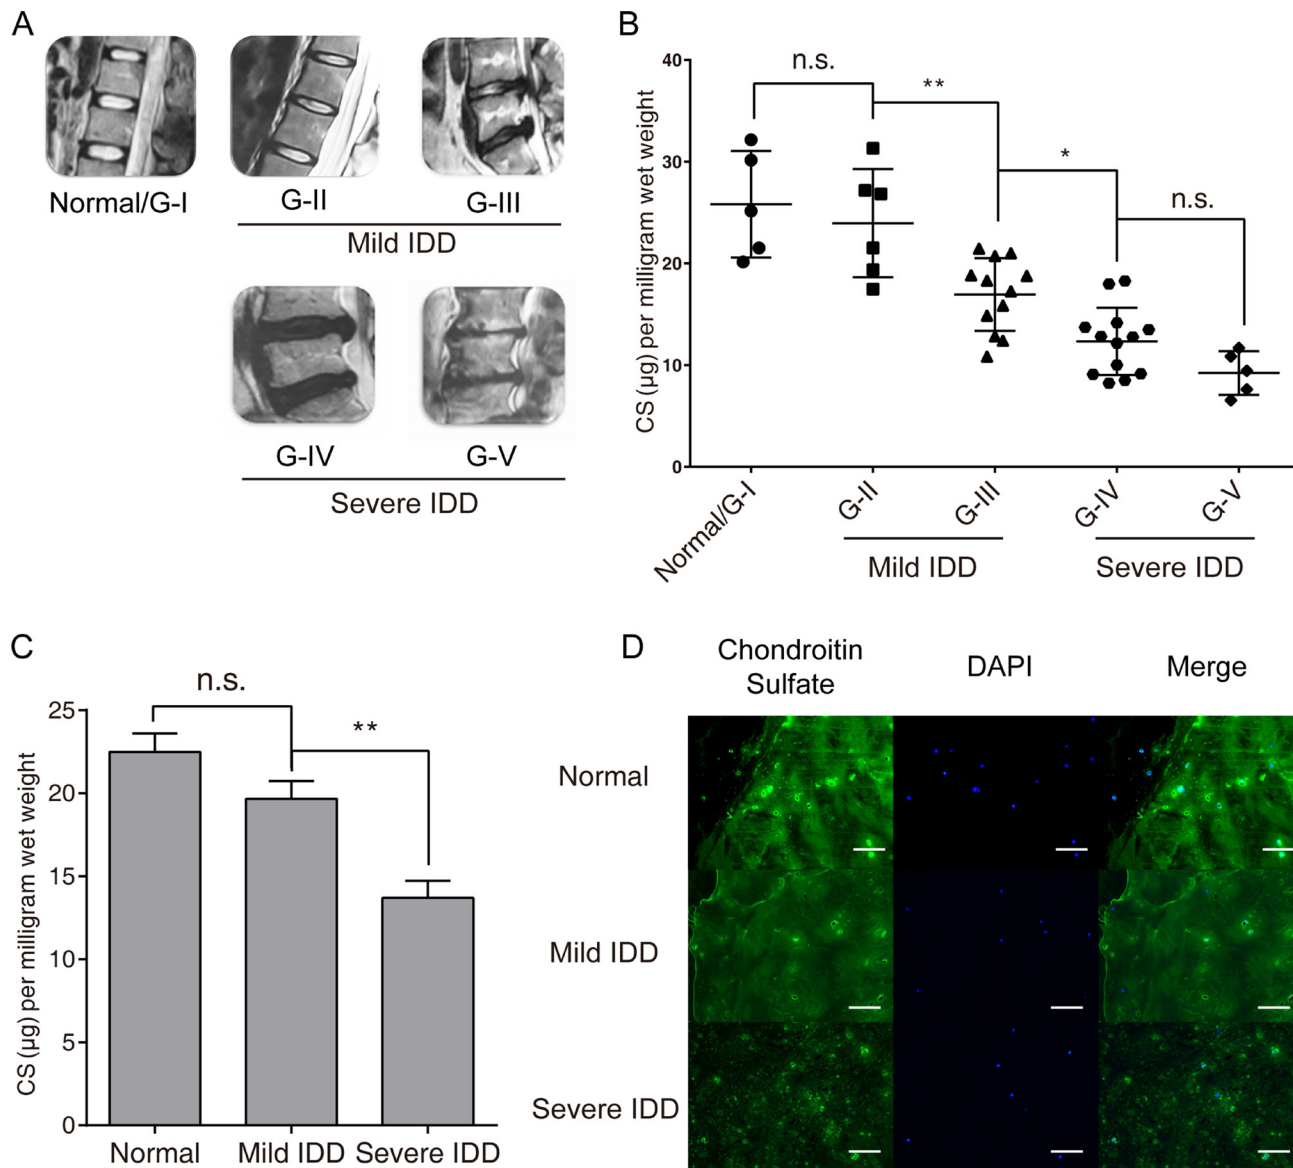 A
Normal/G-I
G-II
G-III
Mild IDD
G-IV
G-V
Severe IDD
B
CS (μg) per milligram wet weight
40
30
20
10
0
n.s.
**
*
n.s.
Normal/G-I
G-II
G-III
G-IV
G-V
Mild IDD
Severe IDD
C
CS (μg) per milligram wet weight
25
20
15
10
5
0
n.s.
**
Normal
Mild IDD
Severe IDD
D
Chondroitin
Sulfate
DAPI
Merge
Normal
Mild IDD
Severe IDD